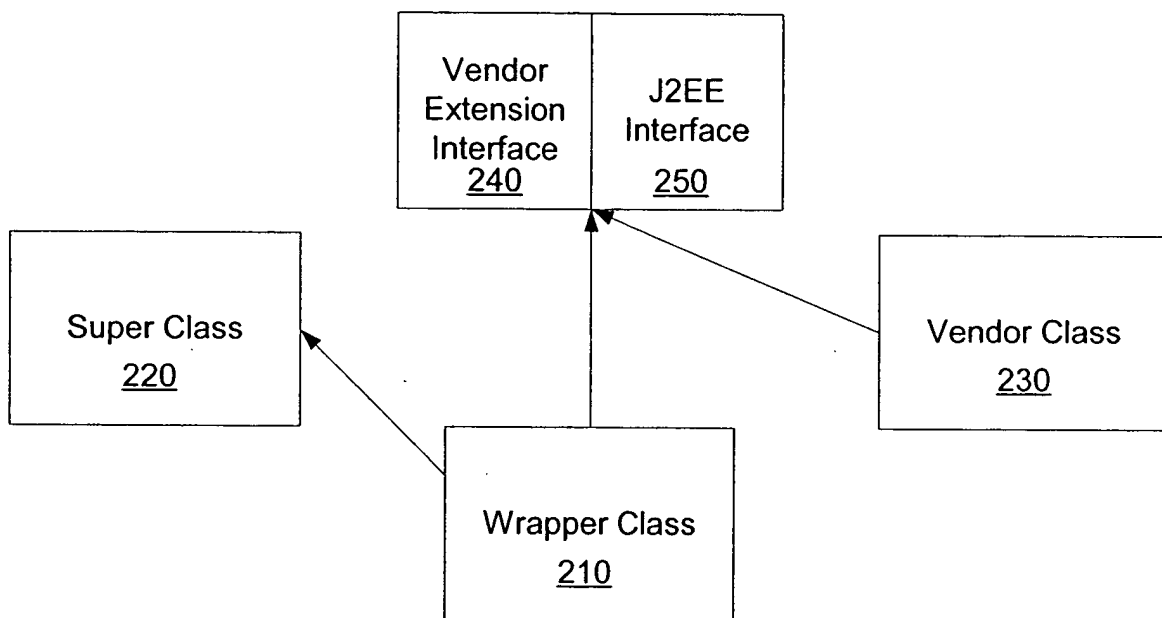 Vendor
Extension
Interface
240
J2EE
Interface
250
Super Class
220
Vendor Class
230
Wrapper Class
210